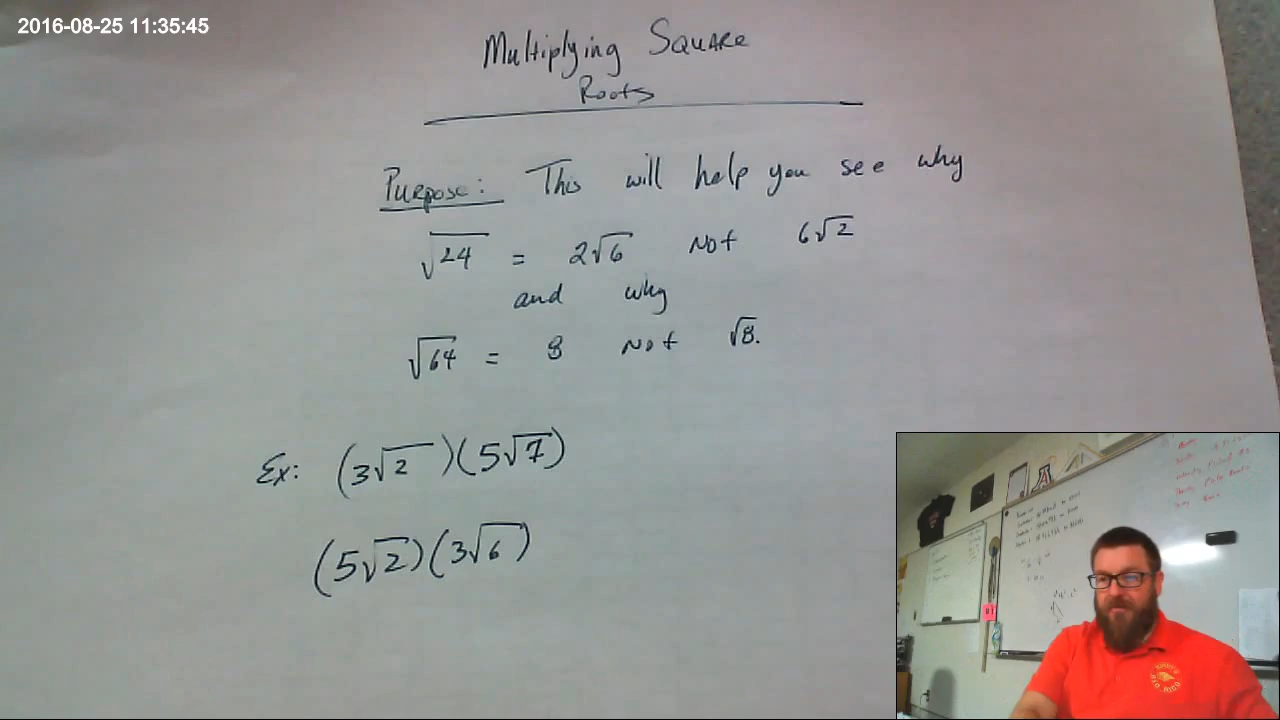 2016-08-25 11:35:45
Multiplying Square
Roots
Purpose: This will help you see why
√24 = 2√6 Not 6√2
and why
√64 = 8 Not √8.
Ex: (3√2)(5√7)
(5√2)(3√6)